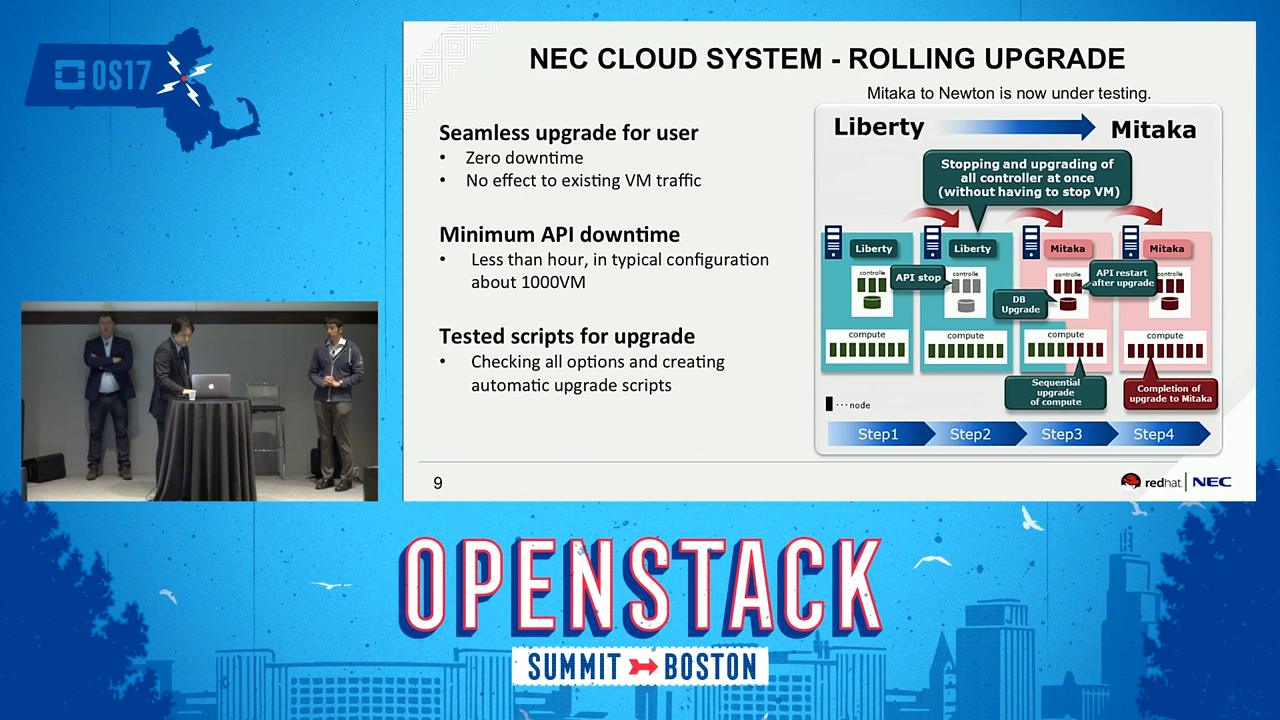 OS17
NEC CLOUD SYSTEM - ROLLING UPGRADE
Mitaka to Newton is now under testing.
Seamless upgrade for user
• Zero downtime
• No effect to existing VM traffic
Minimum API downtime
• Less than hour, in typical configuration
about 1000VM
Tested scripts for upgrade
• Checking all options and creating
automatic upgrade scripts
Liberty
Mitaka
Stopping and upgrading of
all controller at once
(without having to stop VM)
Liberty
Liberty
Mitaka
Mitaka
controlle
controlle
controlle
controlle
API stop
DB
Upgrade
API restart
after upgrade
compute
compute
compute
compute
Sequential
upgrade
of compute
Completion of
upgrade to Mitaka
···node
Step1
Step2
Step3
Step4
9
redhat
NEC
OPENSTACK
SUMMIT BOSTON